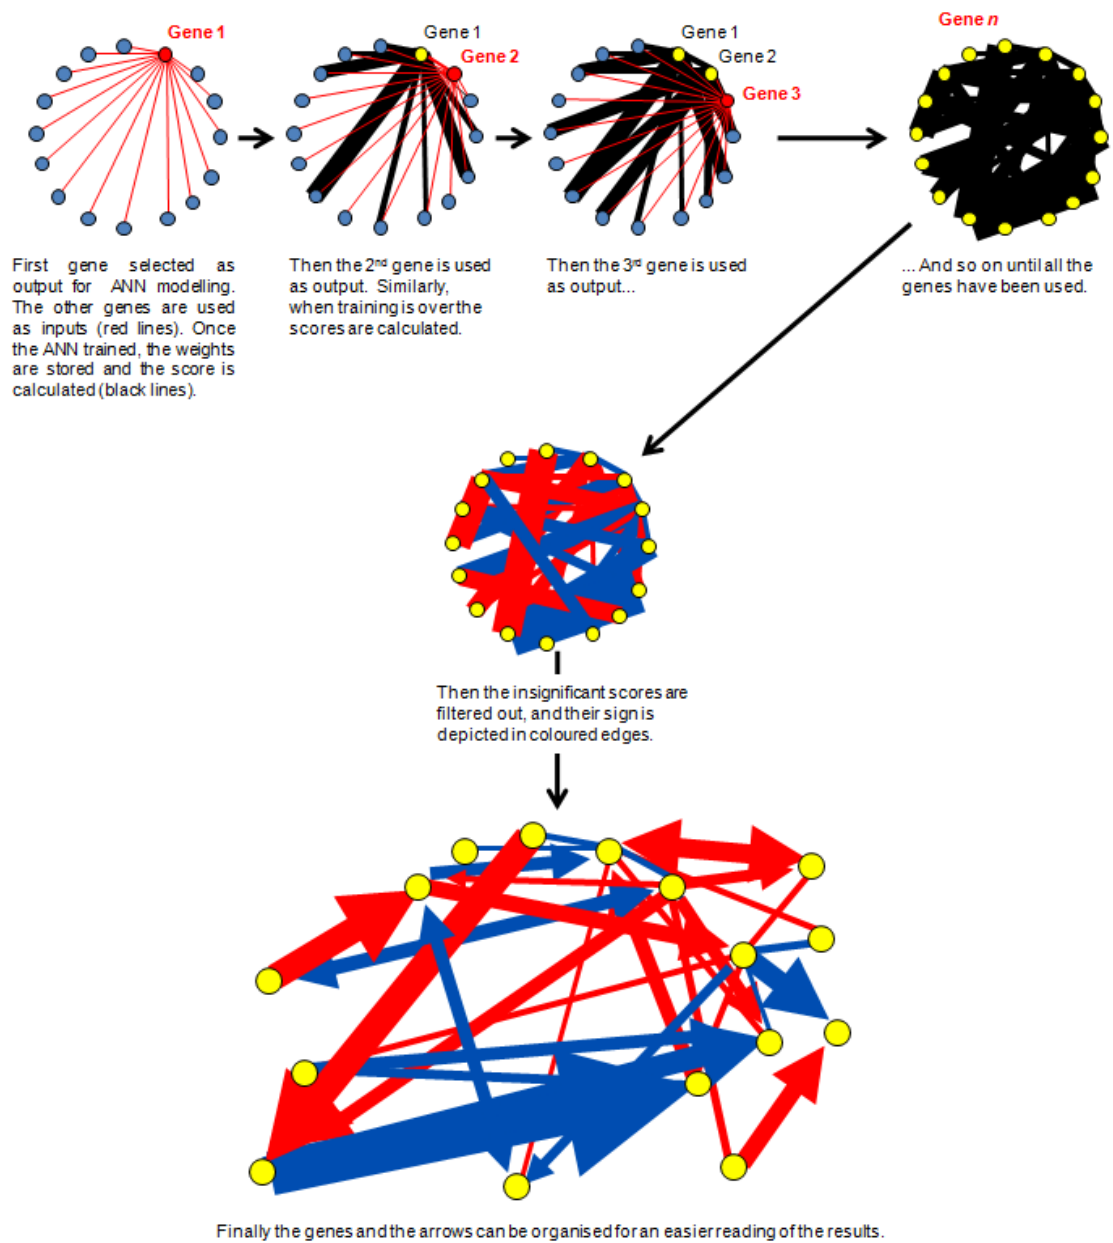 Gene 1
Gene 1
Gene 2
Gene 1
Gene 2
Gene 3
Gene n
First gene selected as
output for ANN modelling.
The other genes are used
as inputs (red lines). Once
the ANN trained, the weights
are stored and the score is
calculated (black lines).
Then the 2nd gene is used
as output. Similarly,
when training is over the
scores are calculated.
Then the 3rd gene is used
as output...
... And so on until all the
genes have been used.
Then the insignificant scores are
filtered out, and their sign is
depicted in coloured edges.
Finally the genes and the arrows can be organised for an easier reading of the results.